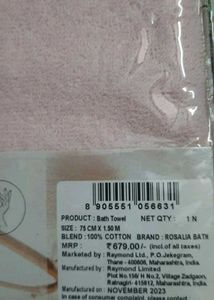 8 905551 056631
PRODUCT : Bath Towel NET QTY : 1 N
SIZE : 75 CM X 1.50 M
BLEND : 100% COTTON BRAND : ROSALIA BATH
MRP : ₹ 679.00/- (incl.of all taxes)
Marketed by : Raymond Ltd., P.O.Jekegram,
Thane - 400606, Maharashtra, India.
Manufactured by : Raymond Limited
Plot No.156/ H No.2, Village Zadgaon,
Ratnagiri- 415812, Maharashtra, India.
Manufactured on : NOVEMBER 2023
In case of consumer complaint, please contact